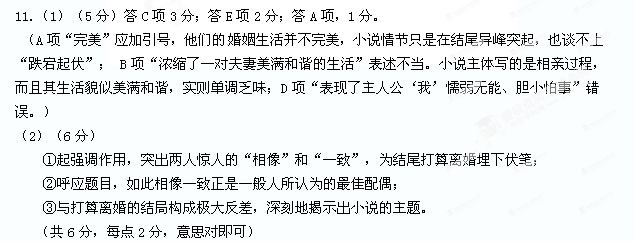 11.（1）（5分）答C项3分；答E项2分；答A项，1分。
（A项“完美”应加引号，他们的婚姻生活并不完美，小说情节只是在结尾异峰突起，也谈不上
“跌宕起伏”； B项“浓缩了一对夫妻美满和谐的生活”表述不当。小说主体写的是相亲过程，
而且其生活貌似美满和谐，实则单调乏味；D项“表现了主人公‘我’懦弱无能、胆小怕事”错
误。）
（2）（6分）
①起强调作用，突出两人惊人的“相像”和“一致”，为结尾打算离婚埋下伏笔；
②呼应题目，如此相像一致正是一般人所认为的最佳配偶；
③与打算离婚的结局构成极大反差，深刻地揭示出小说的主题。
（共6分，每点2分，意思对即可）